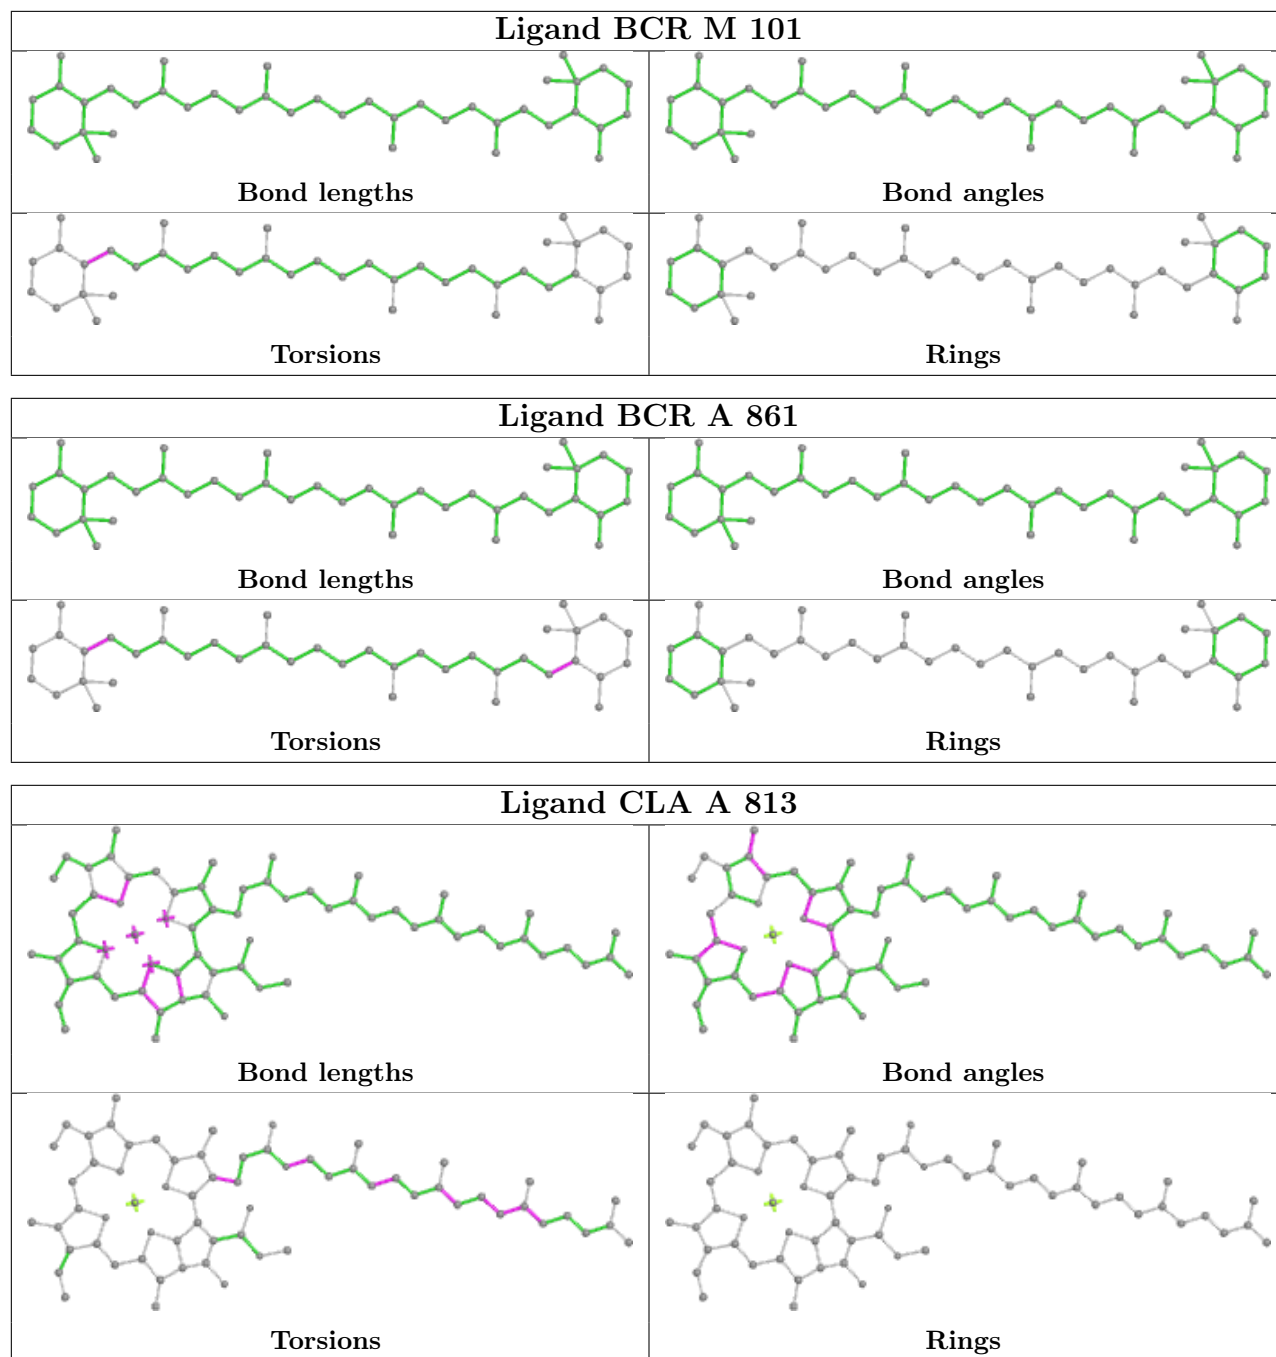 Ligand BCR M 101
Bond lengths Bond angles
Torsions Rings
Ligand BCR A 861
Bond lengths Bond angles
Torsions Rings
Ligand CLA A 813
Bond lengths Bond angles
Torsions Rings